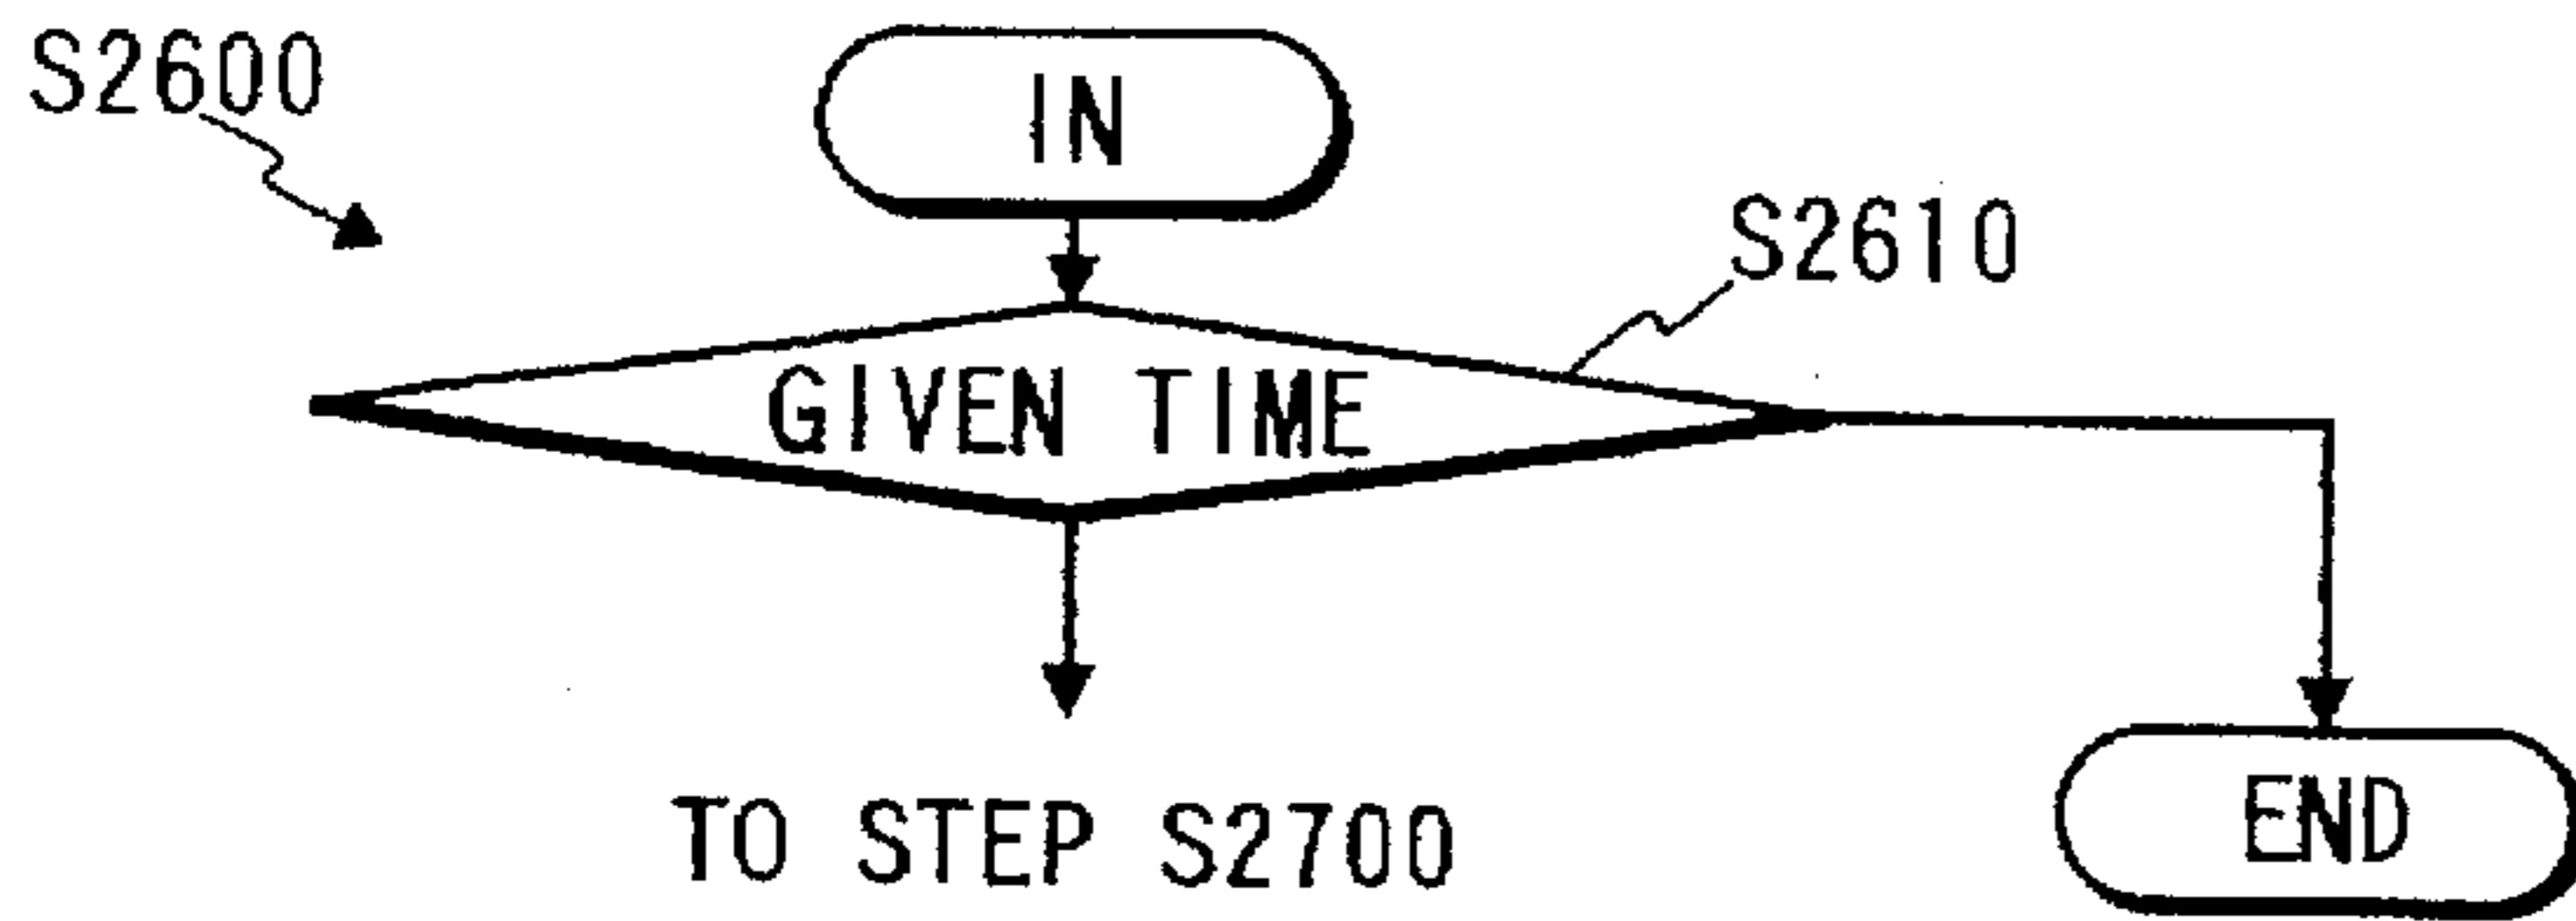 S2600
IN
S2610
GIVEN TIME
TO STEP S2700
END